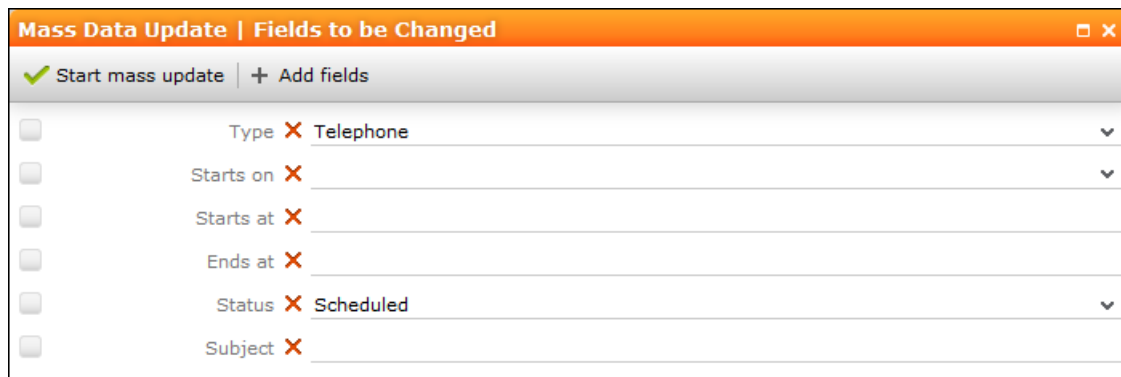 Mass Data Update | Fields to be Changed
Start mass update | Add fields
Type Telephone
Starts on
Starts at
Ends at
Status Scheduled
Subject